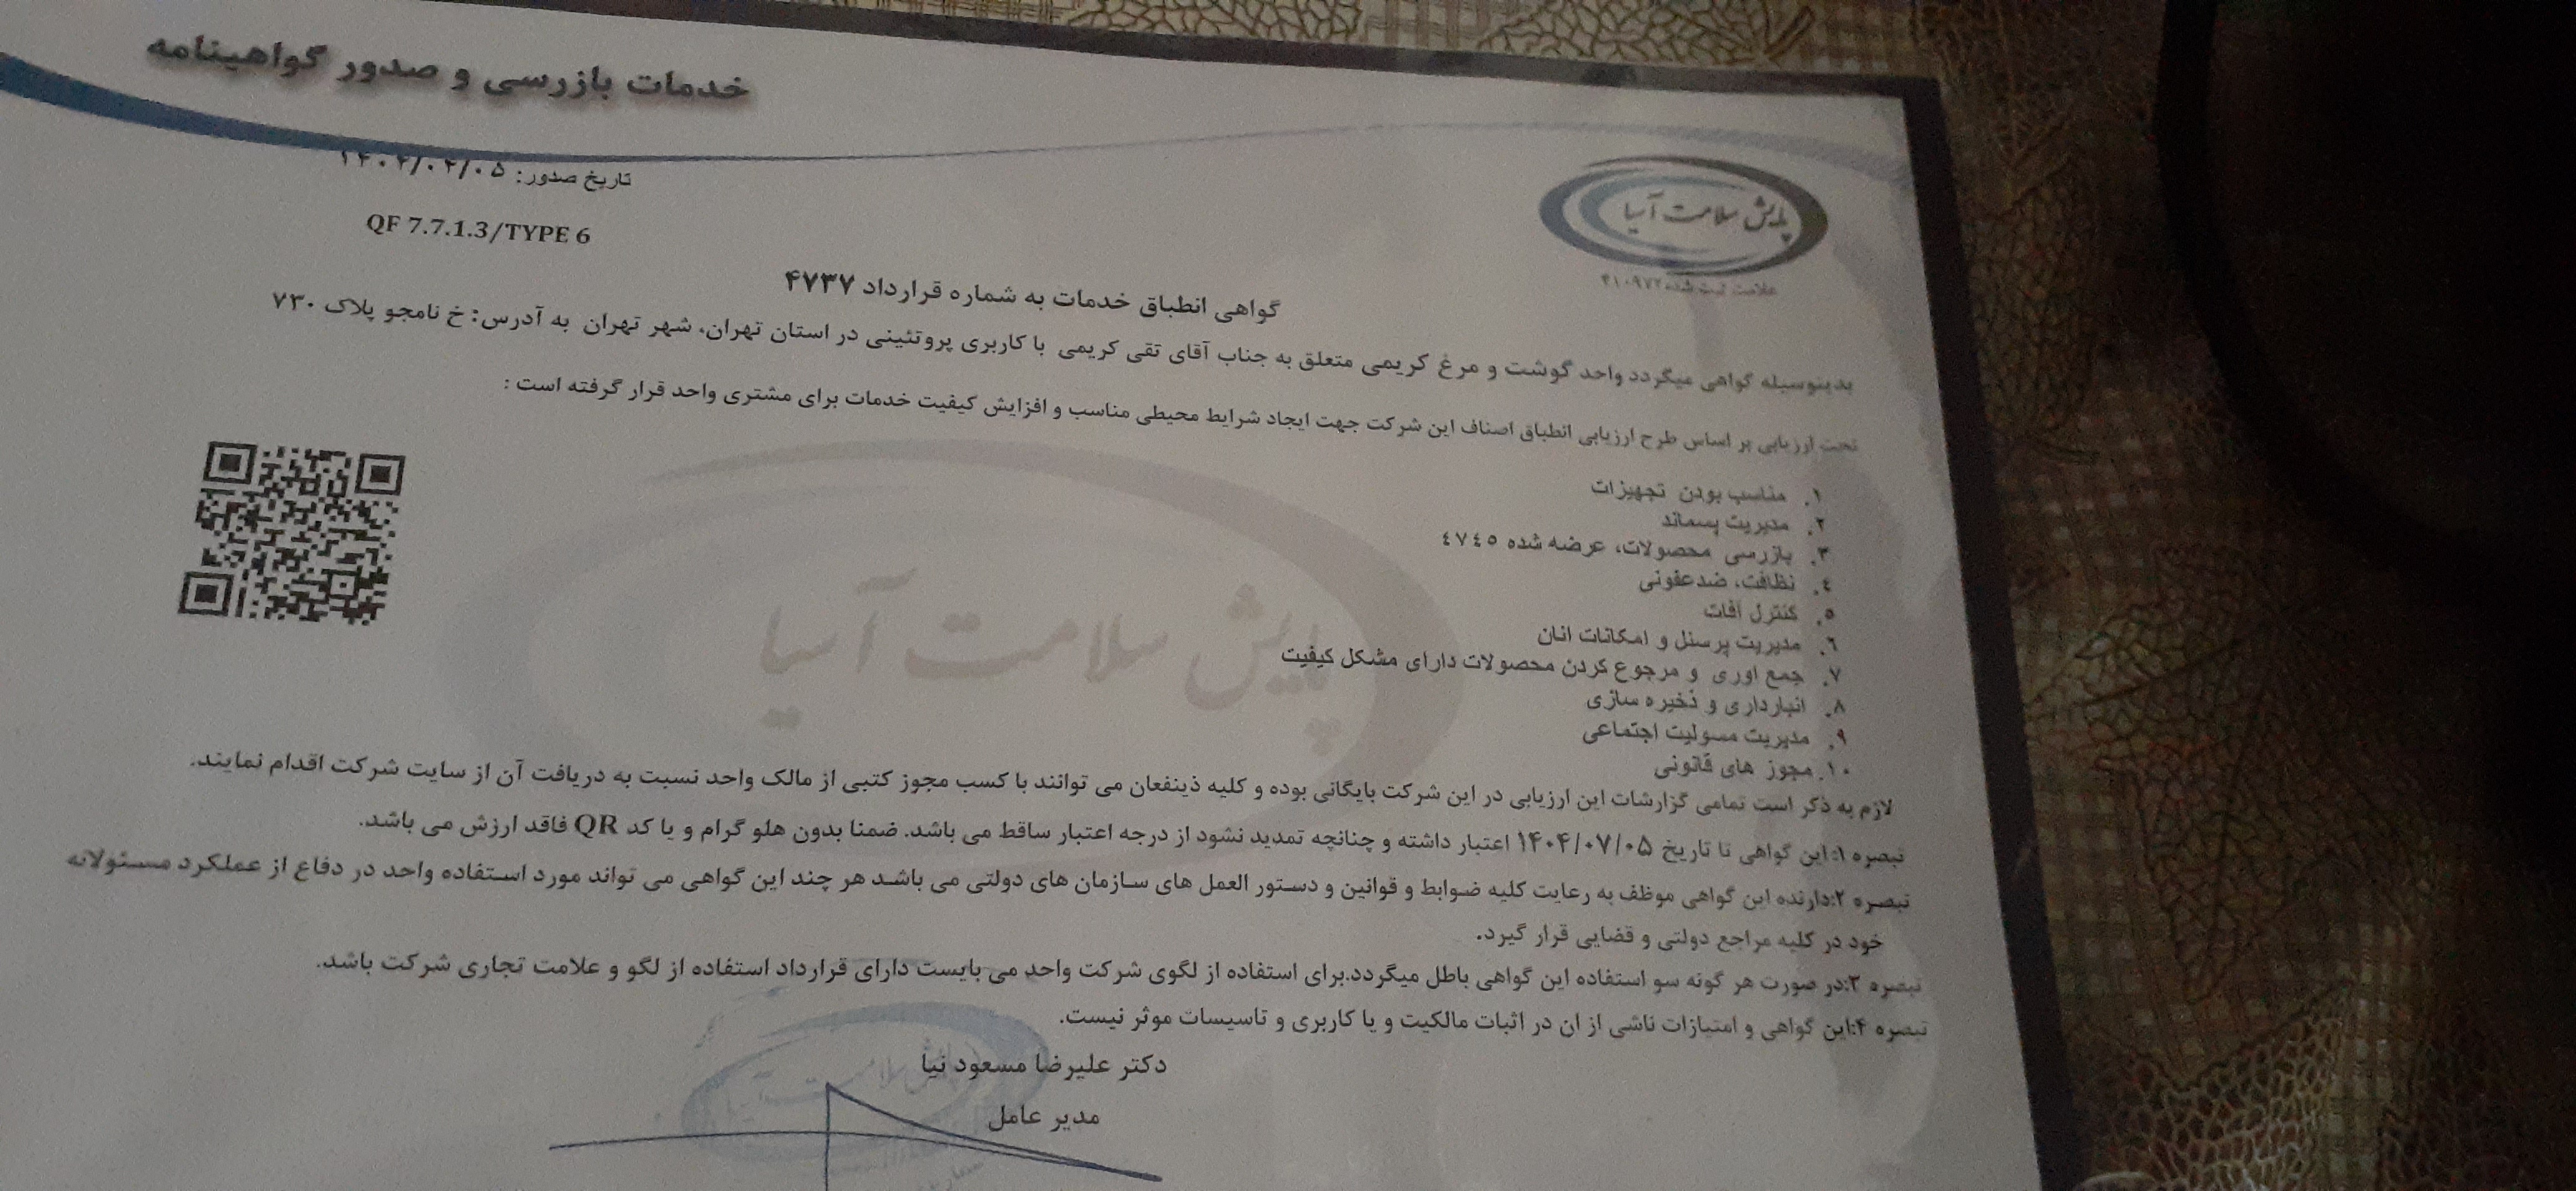 خدمات بازرسی و صدور گواهینامه
پایش سلامت آسیا
علامت ثبت شده
تاریخ صدور: ۱۴۰۴/۰۴/۰۵
QF 7.7.1.3/TYPE 6
گواهی انطباق خدمات به شماره قرارداد ۴۷۳۷
بدینوسیله گواهی میگردد واحد گوشت و مرغ کریمی متعلق به جناب آقای تقی کریمی با کاربری پروتئینی در استان تهران، شهر تهران به آدرس: خ نامجو پلاک ۷۳۰
تحت ارزیابی بر اساس طرح ارزیابی انطباق اصناف این شرکت جهت ایجاد شرایط محیطی مناسب و افزایش کیفیت خدمات برای مشتری واحد قرار گرفته است :
۱. مناسب بودن تجهیزات
۲. مدیریت پسماند
۳. بازرسی محصولات، عرضه شده ٤٧٤٥
٤. نظافت، ضدعفونی
۵. کنترل آفات
٦. مدیریت پرسنل و امکانات انان
۷. جمع اوری و مرجوع کردن محصولات دارای مشکل کیفیت
۸. انبارداری و ذخیره سازی
۹. مدیریت مسولیت اجتماعی
۱۰. مجوز های قانونی
پایش سلامت آسیا
لازم به ذکر است تمامی گزارشات این ارزیابی در این شرکت بایگانی بوده و کلیه ذینفعان می توانند با کسب مجوز کتبی از مالک واحد نسبت به دریافت آن از سایت شرکت اقدام نمایند.
تبصره ۱:این گواهی تا تاریخ ۱۴۰۴/۰۷/۰۵ اعتبار داشته و چنانچه تمدید نشود از درجه اعتبار ساقط می باشد. ضمنا بدون هلو گرام و یا کد QR فاقد ارزش می باشد.
تبصره ۲:دارنده این گواهی موظف به رعایت کلیه ضوابط و قوانین و دستور العمل های سازمان های دولتی می باشد هر چند این گواهی می تواند مورد استفاده واحد در دفاع از عملکرد مسئولانه
خود در کلیه مراجع دولتی و قضایی قرار گیرد.
تبصره ۳:در صورت هر گونه سو استفاده این گواهی باطل میگردد.برای استفاده از لگوی شرکت واحد می بایست دارای قرارداد استفاده از لگو و علامت تجاری شرکت باشد.
تبصره ۴:این گواهی و امتیازات ناشی از ان در اثبات مالکیت و یا کاربری و تاسیسات موثر نیست.
دکتر علیرضا مسعود نیا
مدیر عامل